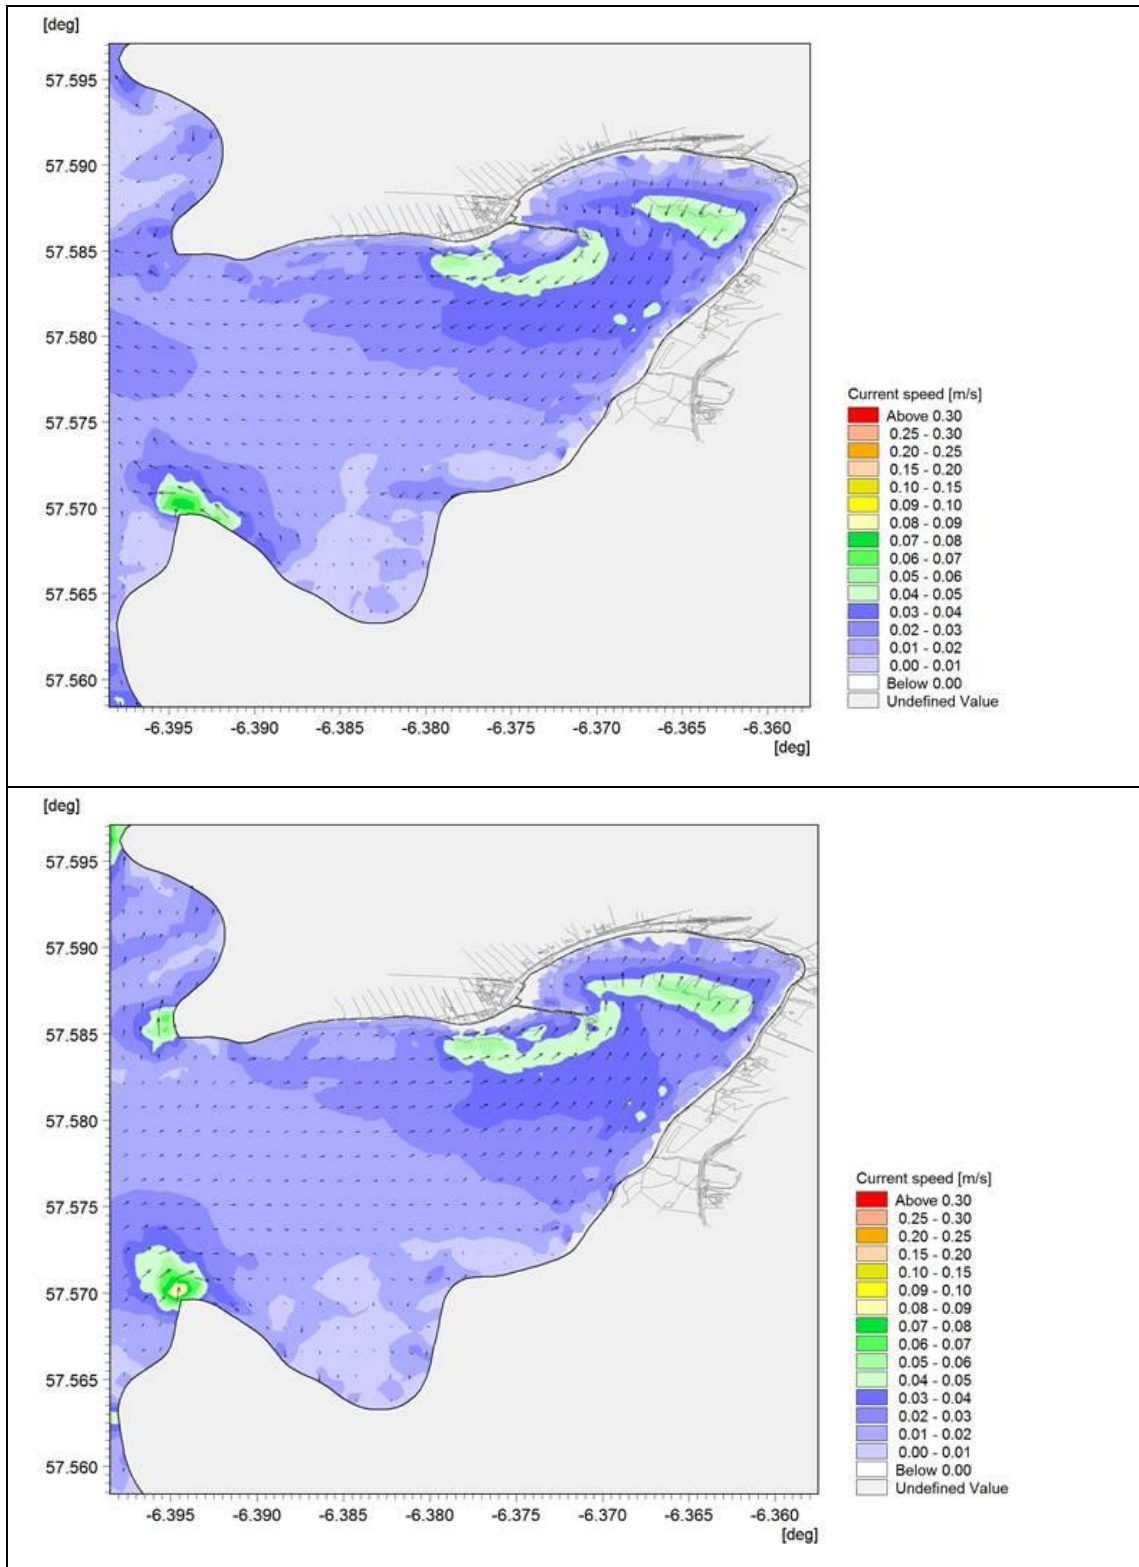 [deg]
57.595
57.590
57.585
57.580
57.575
57.570
57.565
57.560
-6.395 -6.390 -6.385 -6.380 -6.375 -6.370 -6.365 -6.360
[deg]
Current speed [m/s]
Above 0.30
0.25 - 0.30
0.20 - 0.25
0.15 - 0.20
0.10 - 0.15
0.09 - 0.10
0.08 - 0.09
0.07 - 0.08
0.06 - 0.07
0.05 - 0.06
0.04 - 0.05
0.03 - 0.04
0.02 - 0.03
0.01 - 0.02
0.00 - 0.01
Below 0.00
Undefined Value
[deg]
57.595
57.590
57.585
57.580
57.575
57.570
57.565
57.560
-6.395 -6.390 -6.385 -6.380 -6.375 -6.370 -6.365 -6.360
[deg]
Current speed [m/s]
Above 0.30
0.25 - 0.30
0.20 - 0.25
0.15 - 0.20
0.10 - 0.15
0.09 - 0.10
0.08 - 0.09
0.07 - 0.08
0.06 - 0.07
0.05 - 0.06
0.04 - 0.05
0.03 - 0.04
0.02 - 0.03
0.01 - 0.02
0.00 - 0.01
Below 0.00
Undefined Value